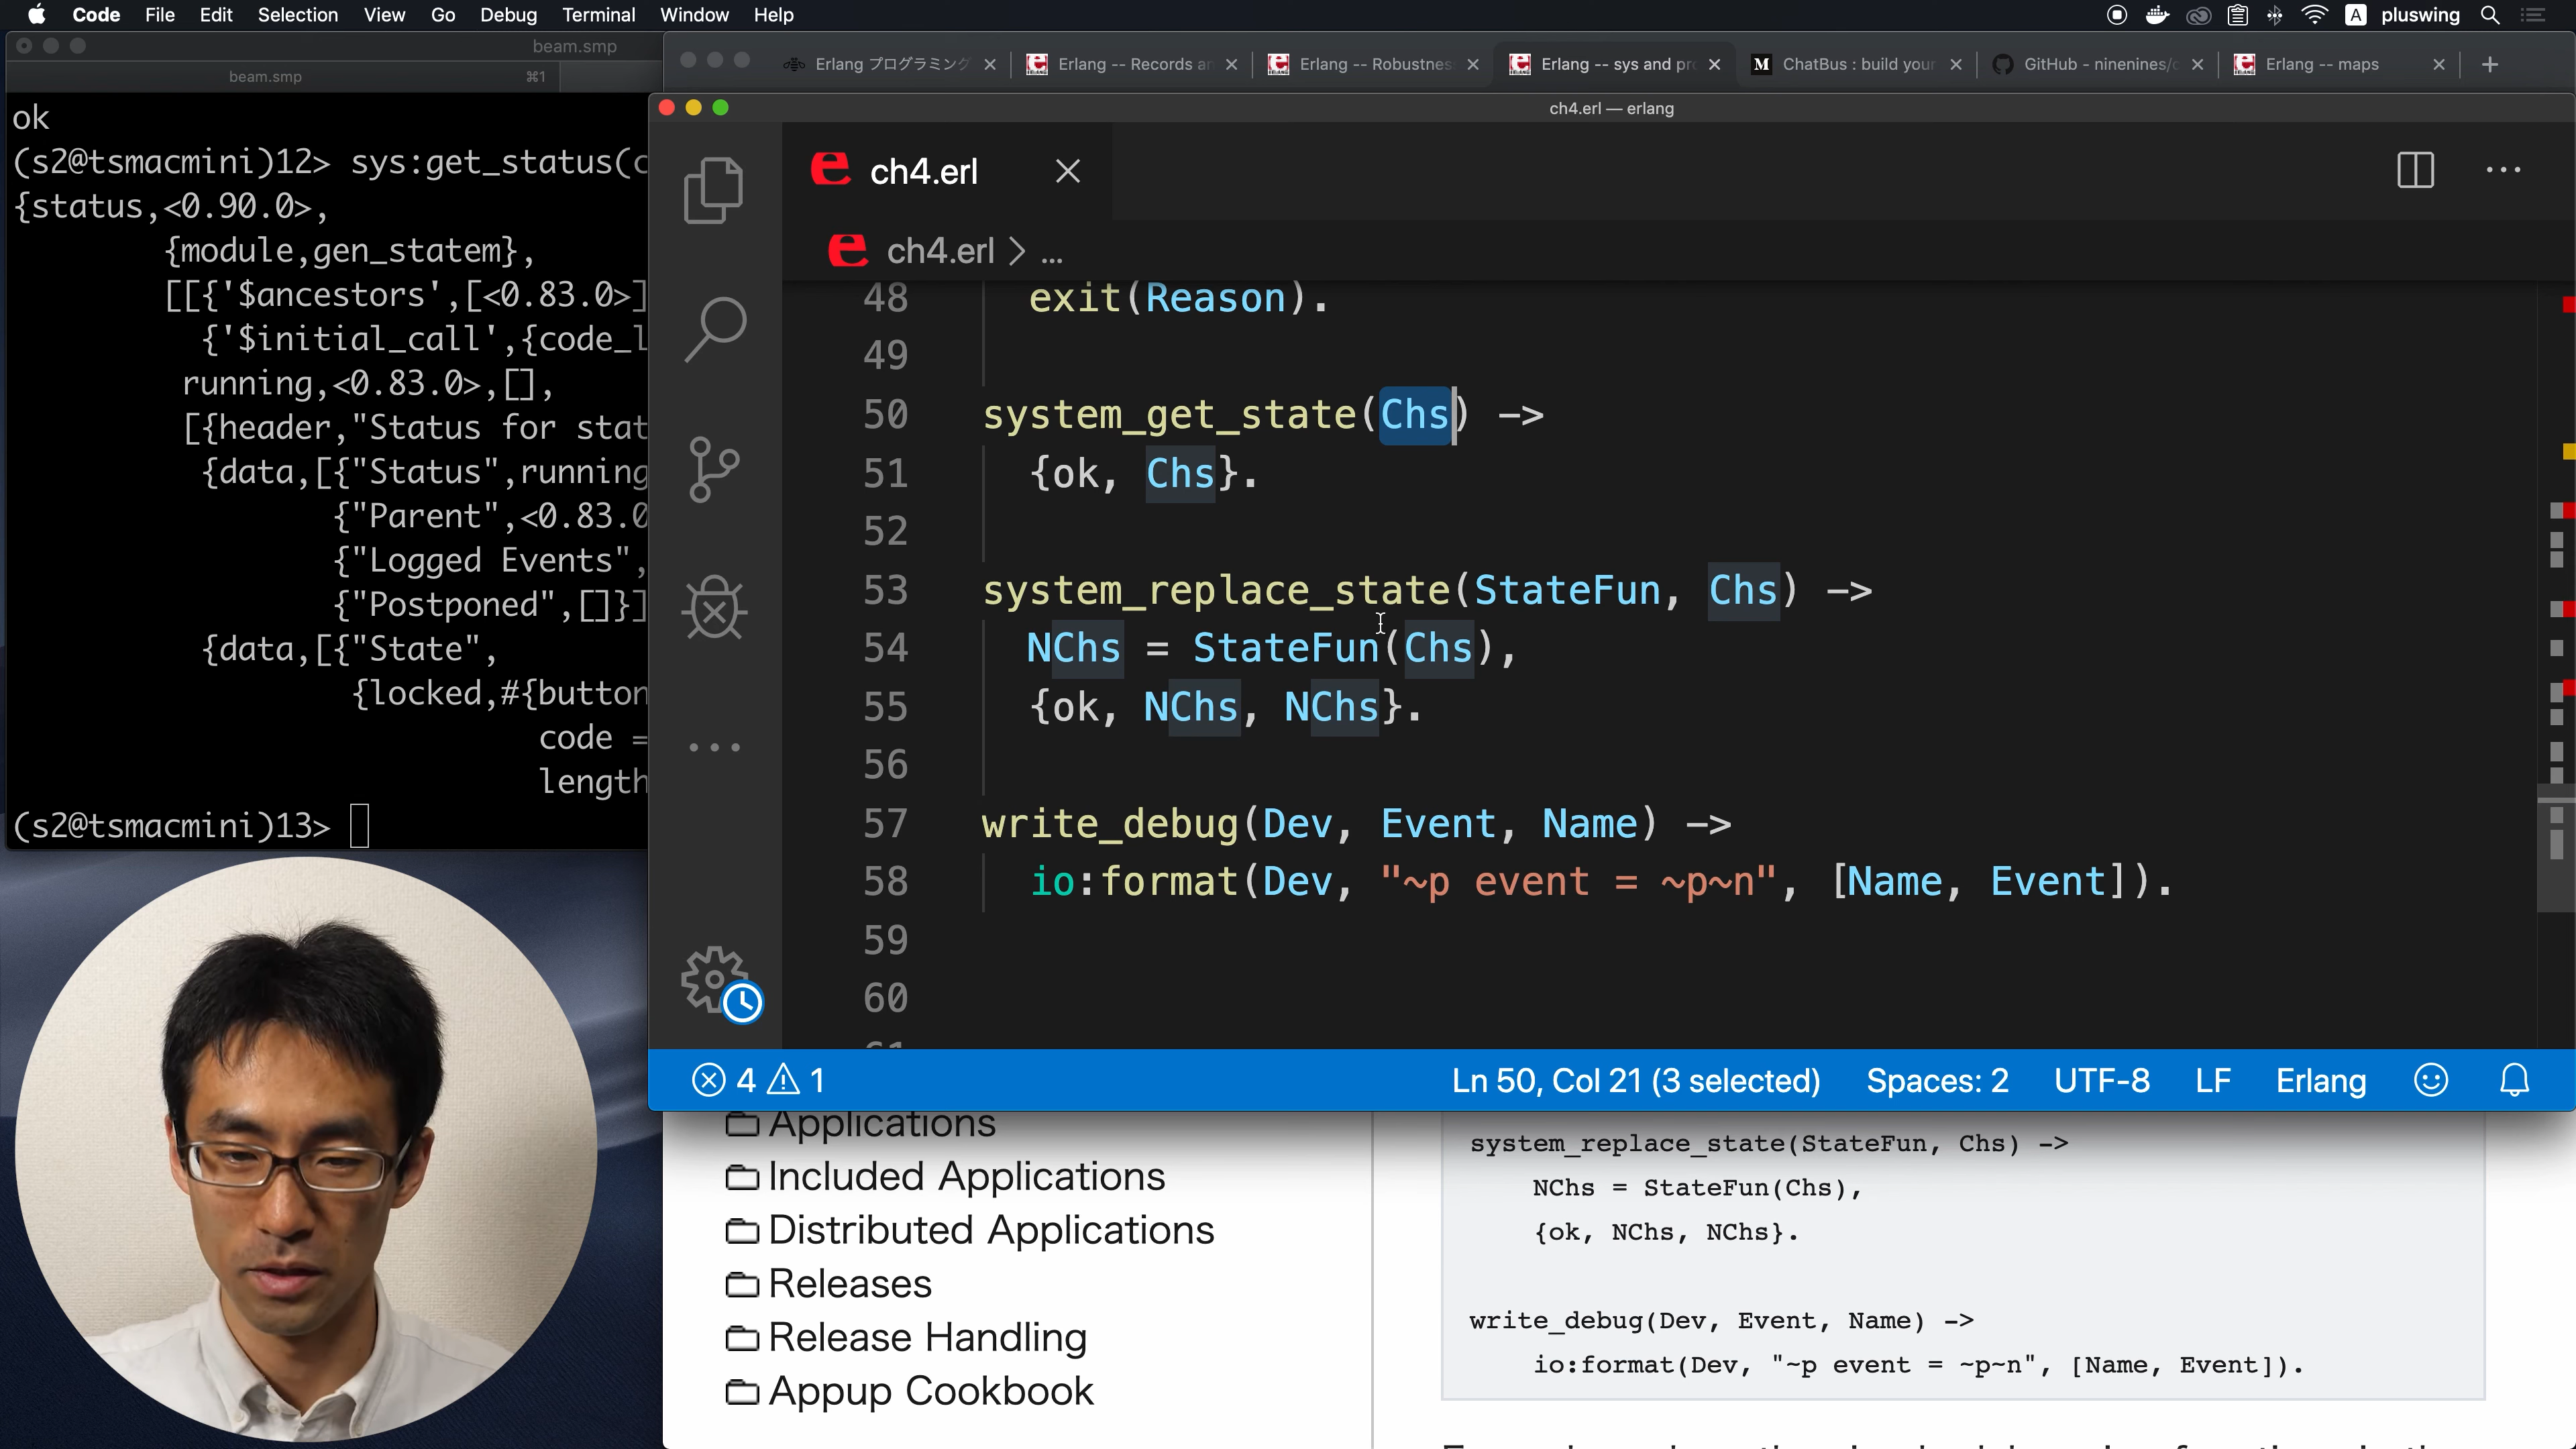 Code File Edit Selection View Go Debug Terminal Window Help
A pluswing
beam.smp
beam.smp ⌘1
ok
(s2@tsmacmini)12> sys:get_status(c
{status,<0.90.0>,
{module,gen_statem},
[[{'$ancestors',[<0.83.0>]
{'$initial_call',{code_l
running,<0.83.0>,[],
[{header,"Status for stat
{data,[{"Status",running
{"Parent",<0.83.0
{"Logged Events",
{"Postponed",[]}]
{data,[{"State",
{locked,#{button
code =
length
(s2@tsmacmini)13>
Erlang プログラミング
Erlang -- Records an
Erlang -- Robustnes
Erlang -- sys and pro
M ChatBus : build your
GitHub - ninenines/c
Erlang -- maps
ch4.erl — erlang
ch4.erl
ch4.erl > ...
48 exit(Reason).
49
50 system_get_state(Chs) ->
51 {ok, Chs}.
52
53 system_replace_state(StateFun, Chs) ->
54 NChs = StateFun(Chs),
55 {ok, NChs, NChs}.
56
57 write_debug(Dev, Event, Name) ->
58 io:format(Dev, "~p event = ~p~n", [Name, Event]).
59
60
4 1 Ln 50, Col 21 (3 selected) Spaces: 2 UTF-8 LF Erlang
Applications
Included Applications
Distributed Applications
Releases
Release Handling
Appup Cookbook
system_replace_state(StateFun, Chs) ->
NChs = StateFun(Chs),
{ok, NChs, NChs}.
write_debug(Dev, Event, Name) ->
io:format(Dev, "~p event = ~p~n", [Name, Event]).